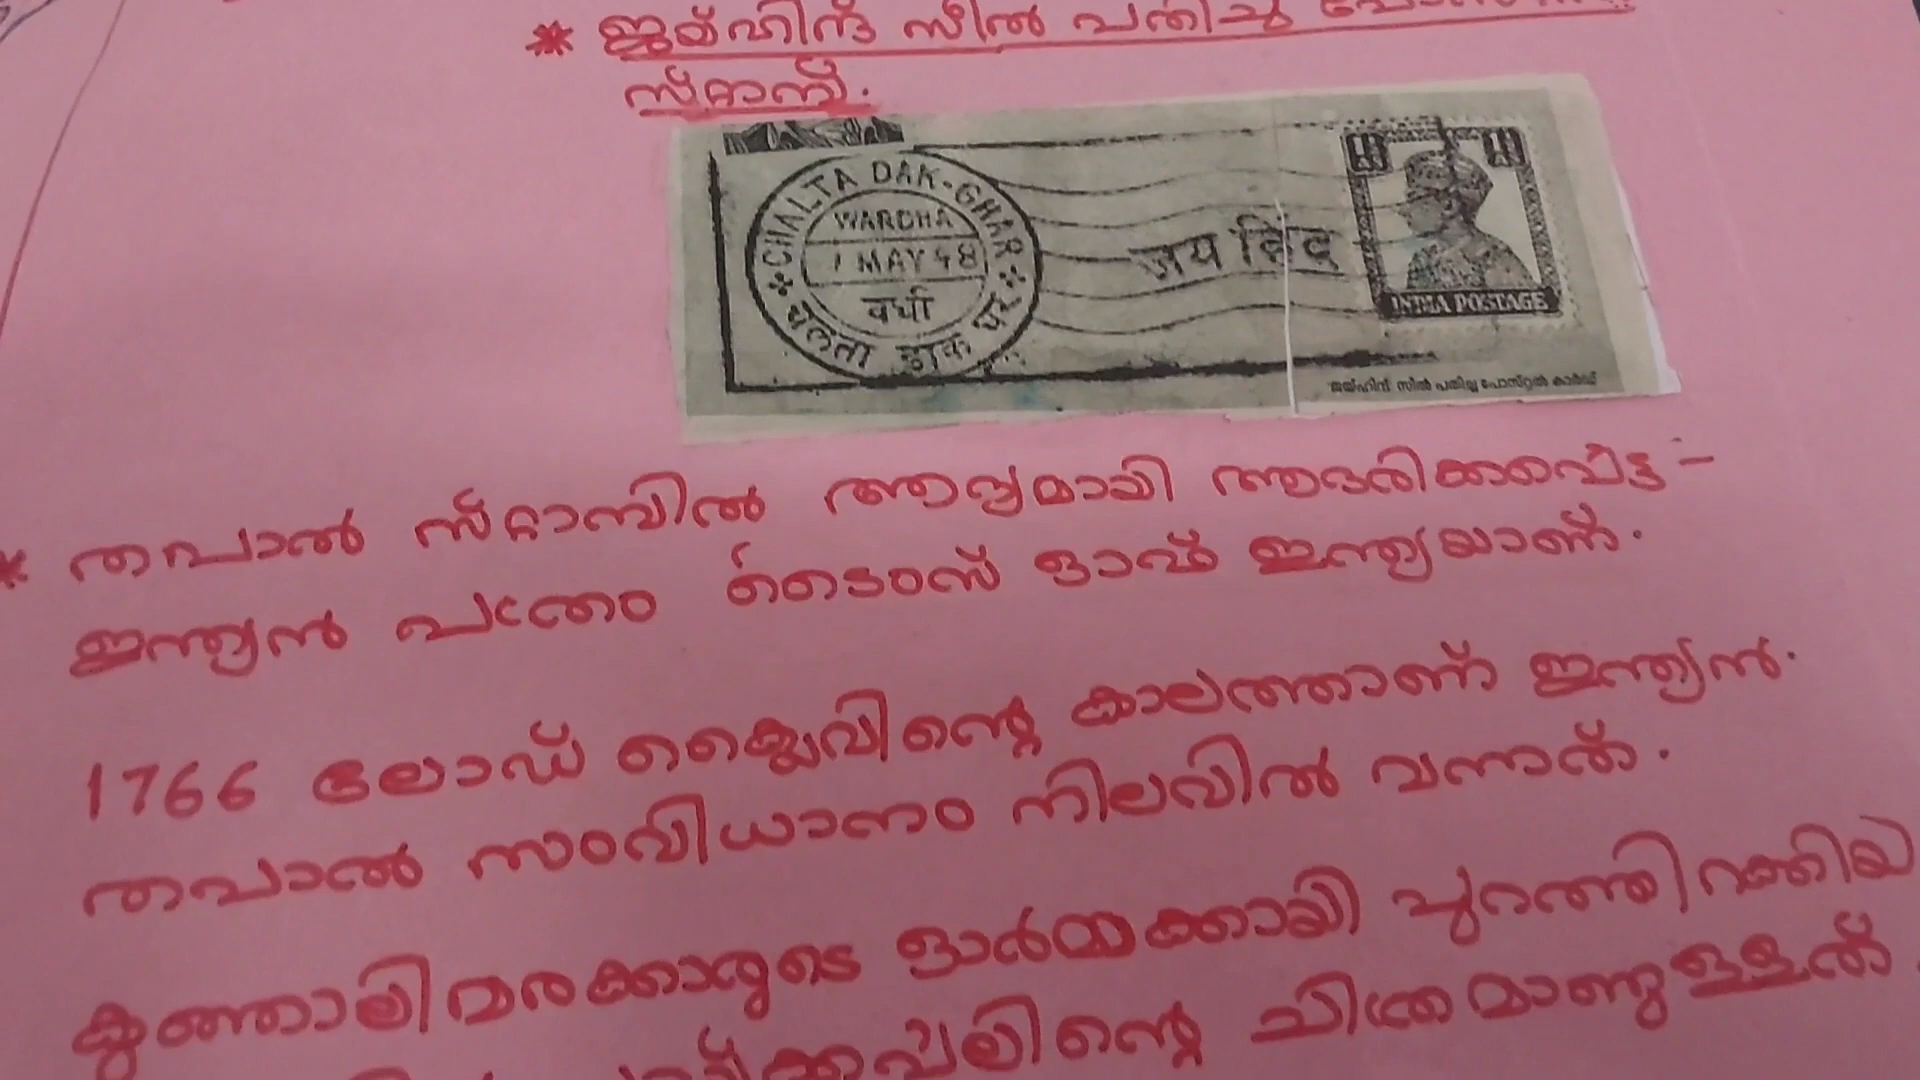 * ജയ്ഹിന്ദ് സീൽ പതിച്ച
സ്റ്റാമ്പ്.
CHALTA DAK-GHAR
WARDHA
1 MAY 48
वर्धा
चलता डाक घर
जय हिंद
INDIA POSTAGE
ജയ്ഹിന്ദ് സീൽ പതിച്ച പോസ്റ്റൽ കാർഡ്
* തപാൽ സ്റ്റാമ്പിൽ ആദ്യമായി ആദരിക്കപ്പെട്ട -
ഇന്ത്യൻ പത്രം ടൈംസ് ഓഫ് ഇന്ത്യയാണ്.
1766 ലോഡ് ക്ലൈവിന്റെ കാലത്താണ് ഇന്ത്യൻ.
തപാൽ സംവിധാനം നിലവിൽ വന്നത്.
കുഞ്ഞാലിമരക്കാരുടെ ഓർമ്മക്കായി പുറത്തിറക്കിയ
ചിത്രമാണുള്ളത്